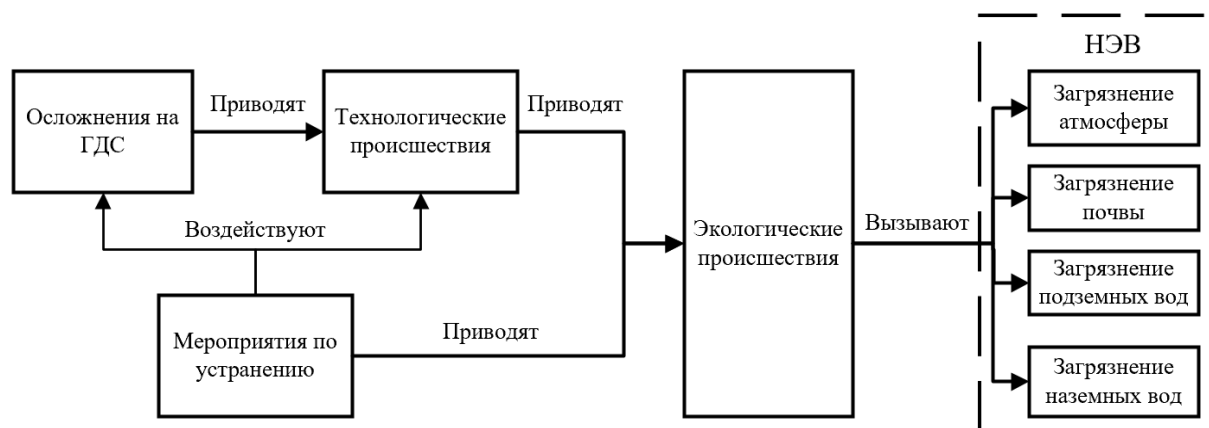 НЭВ
Осложнения на
ГДС
Приводят
Технологические
происшествия
Приводят
Воздействуют
Мероприятия по
устранению
Приводят
Экологические
происшествия
Вызывают
Загрязнение
атмосферы
Загрязнение
почвы
Загрязнение
подземных вод
Загрязнение
наземных вод